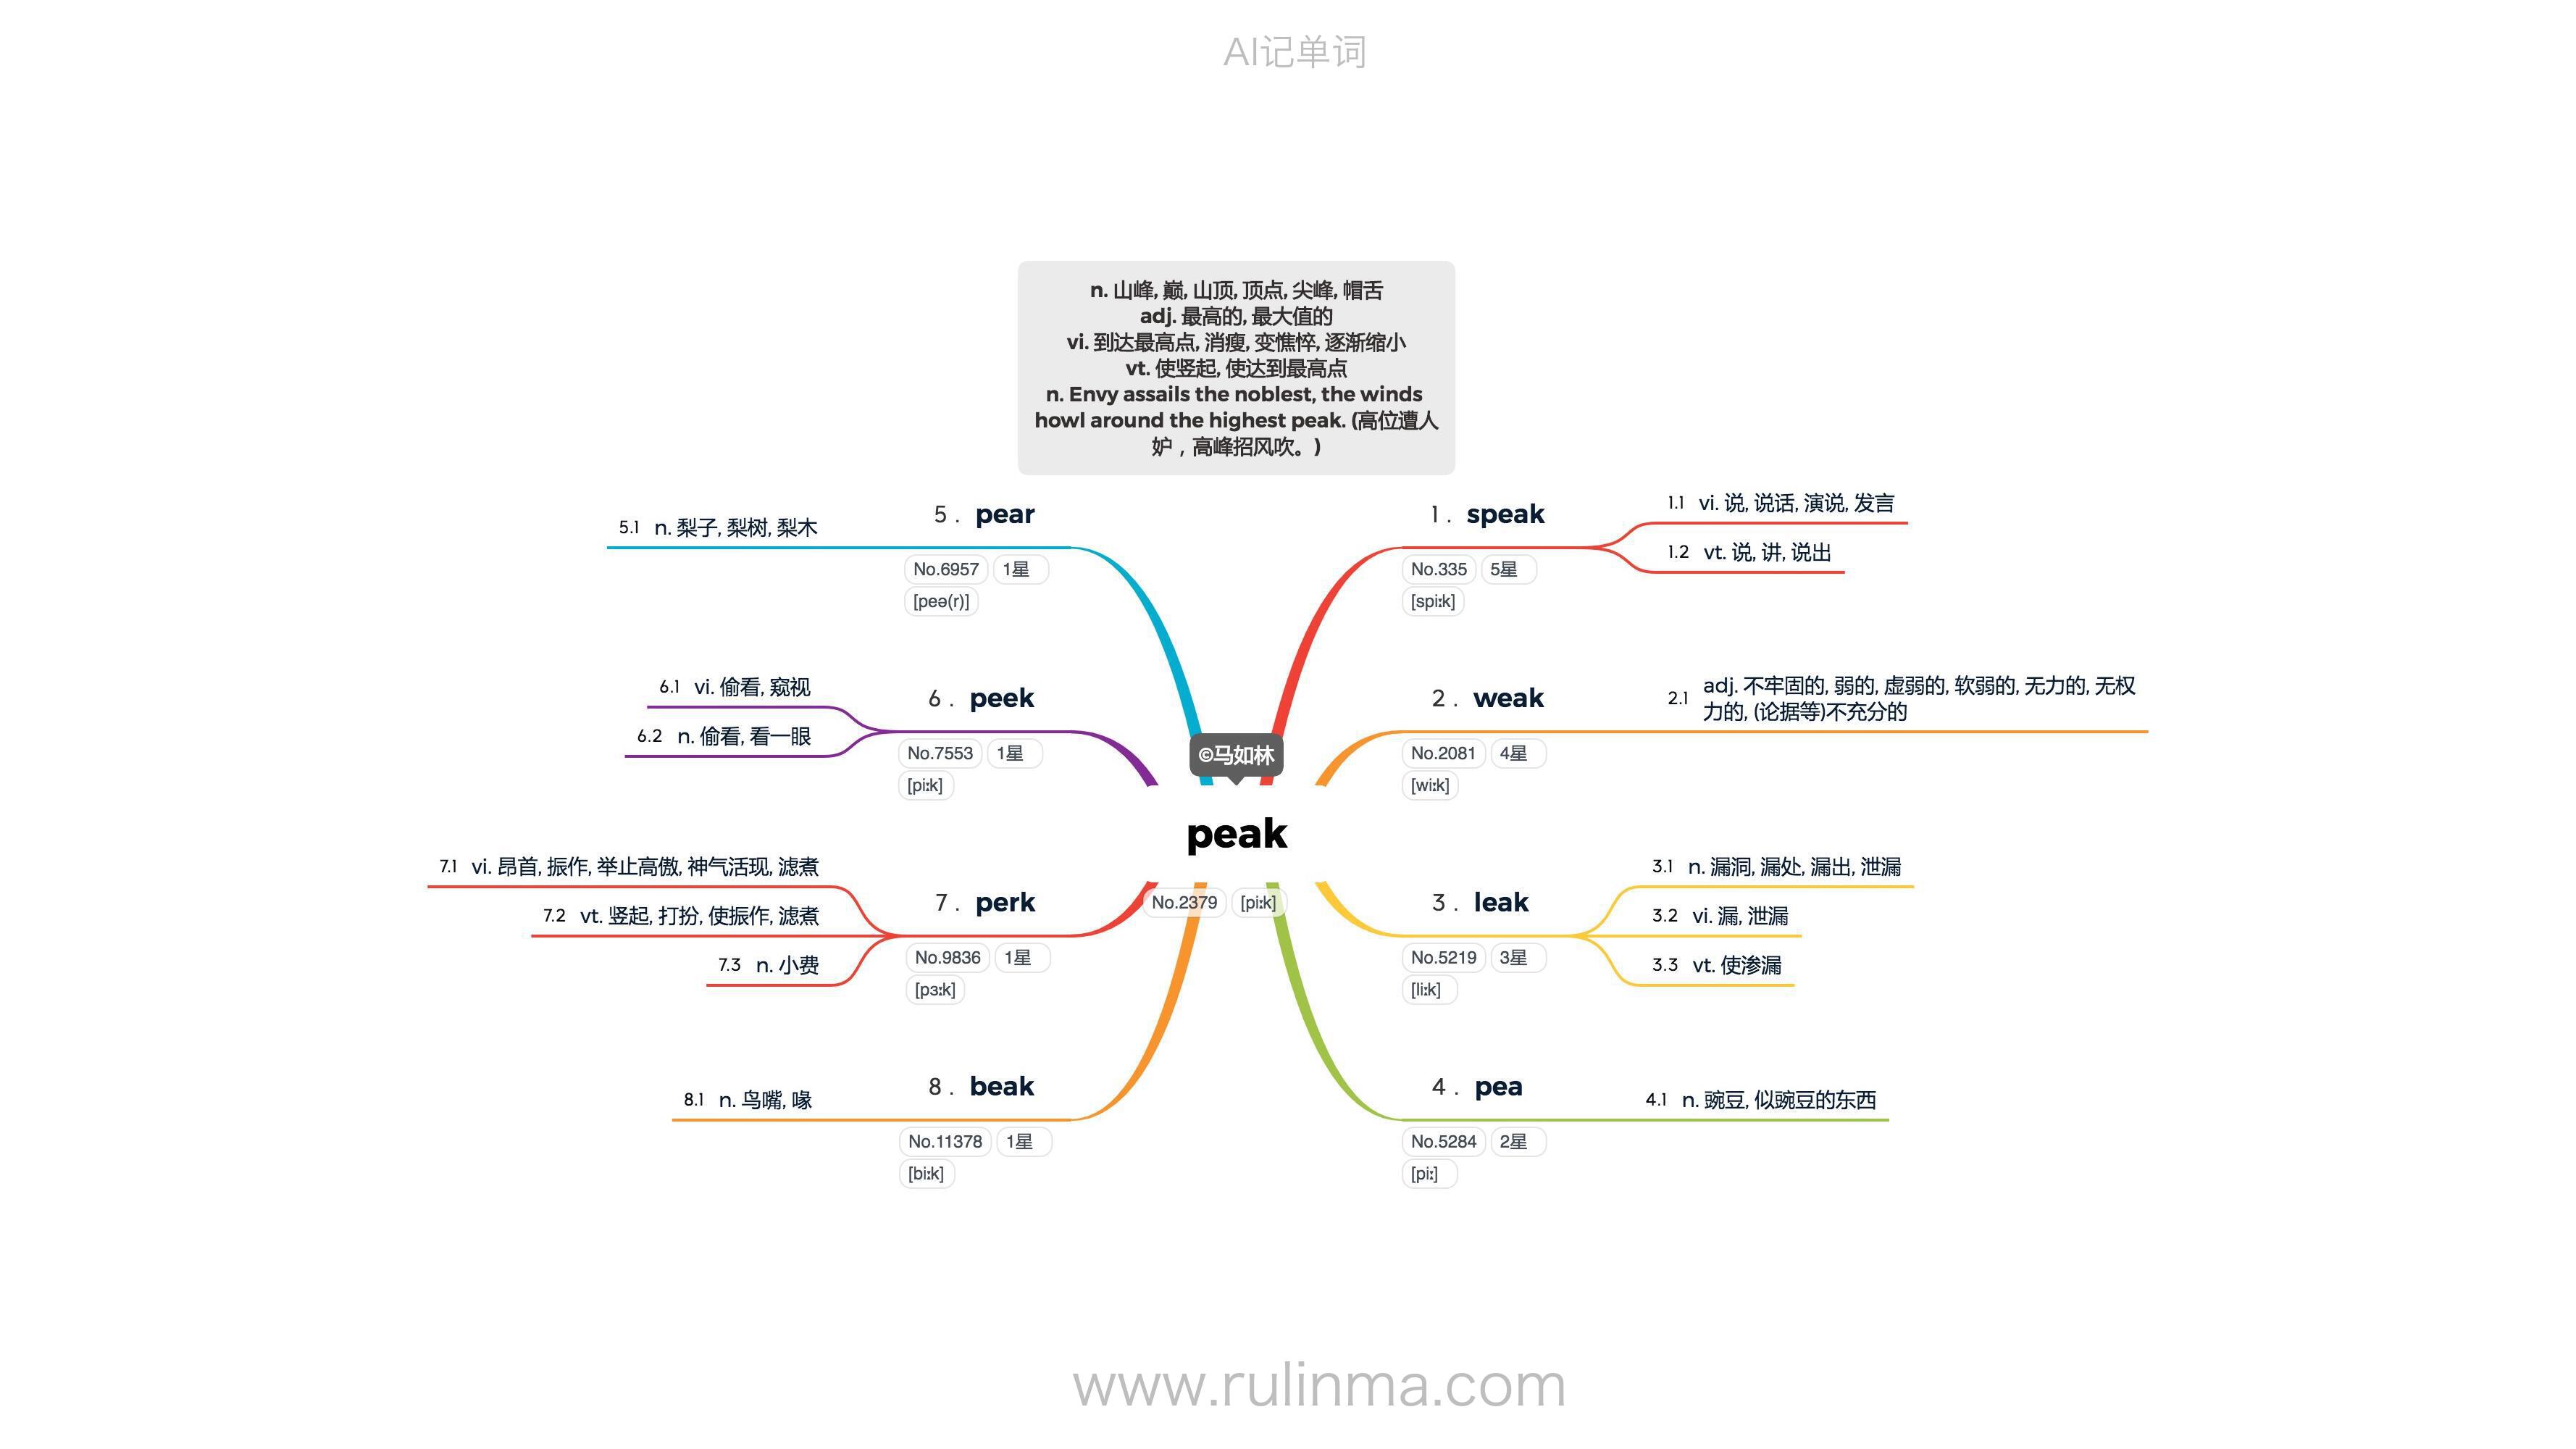 AI记单词
n. 山峰, 巅, 山顶, 顶点, 尖峰, 帽舌
adj. 最高的, 最大值的
vi. 到达最高点, 消瘦, 变憔悴, 逐渐缩小
vt. 使竖起, 使达到最高点
n. Envy assails the noblest, the winds
howl around the highest peak. (高位遭人
妒，高峰招风吹。)
©马如林
peak
No.2379 [piːk]
1. speak
No.335 5星
[spiːk]
1.1 vi. 说, 说话, 演说, 发言
1.2 vt. 说, 讲, 说出
2. weak
No.2081 4星
[wiːk]
2.1 adj. 不牢固的, 弱的, 虚弱的, 软弱的, 无力的, 无权
力的, (论据等)不充分的
3. leak
No.5219 3星
[liːk]
3.1 n. 漏洞, 漏处, 漏出, 泄漏
3.2 vi. 漏, 泄漏
3.3 vt. 使渗漏
4. pea
No.5284 2星
[piː]
4.1 n. 豌豆, 似豌豆的东西
5. pear
No.6957 1星
[peə(r)]
5.1 n. 梨子, 梨树, 梨木
6. peek
No.7553 1星
[piːk]
6.1 vi. 偷看, 窥视
6.2 n. 偷看, 看一眼
7. perk
No.9836 1星
[pɜːk]
7.1 vi. 昂首, 振作, 举止高傲, 神气活现, 滤煮
7.2 vt. 竖起, 打扮, 使振作, 滤煮
7.3 n. 小费
8. beak
No.11378 1星
[biːk]
8.1 n. 鸟嘴, 喙
www.rulinma.com